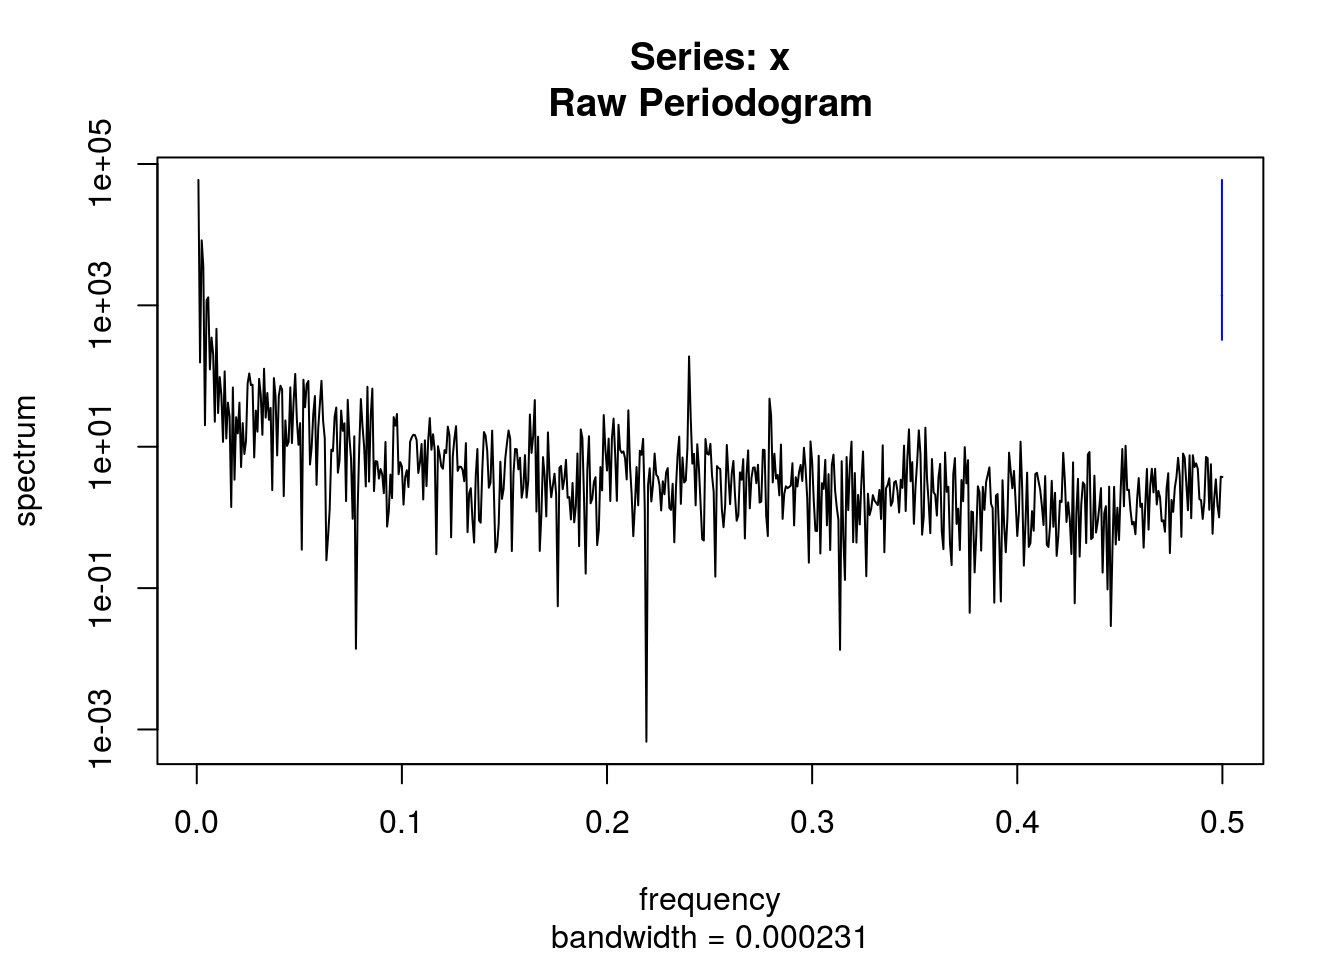 Series: x
Raw Periodogram
1e+05
1e+03
1e+01
1e-01
1e-03
spectrum
0.0 0.1 0.2 0.3 0.4 0.5
frequency
bandwidth = 0.000231